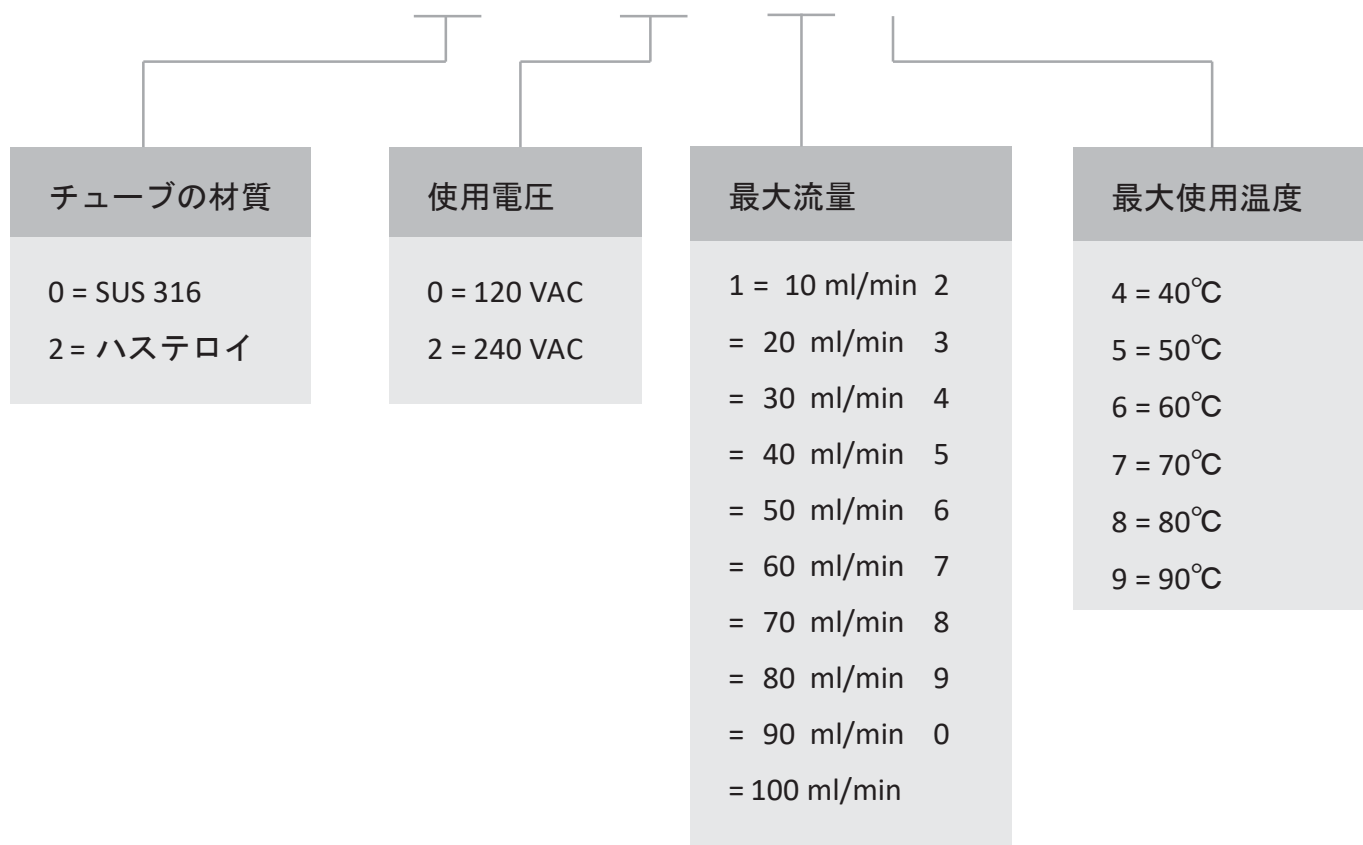 チューブの材質
0 = SUS 316
2 = ハステロイ
使用電圧
0 = 120 VAC
2 = 240 VAC
最大流量
1 = 10 ml/min 2
= 20 ml/min 3
= 30 ml/min 4
= 40 ml/min 5
= 50 ml/min 6
= 60 ml/min 7
= 70 ml/min 8
= 80 ml/min 9
= 90 ml/min 0
= 100 ml/min
最大使用温度
4 = 40℃
5 = 50℃
6 = 60℃
7 = 70℃
8 = 80℃
9 = 90℃